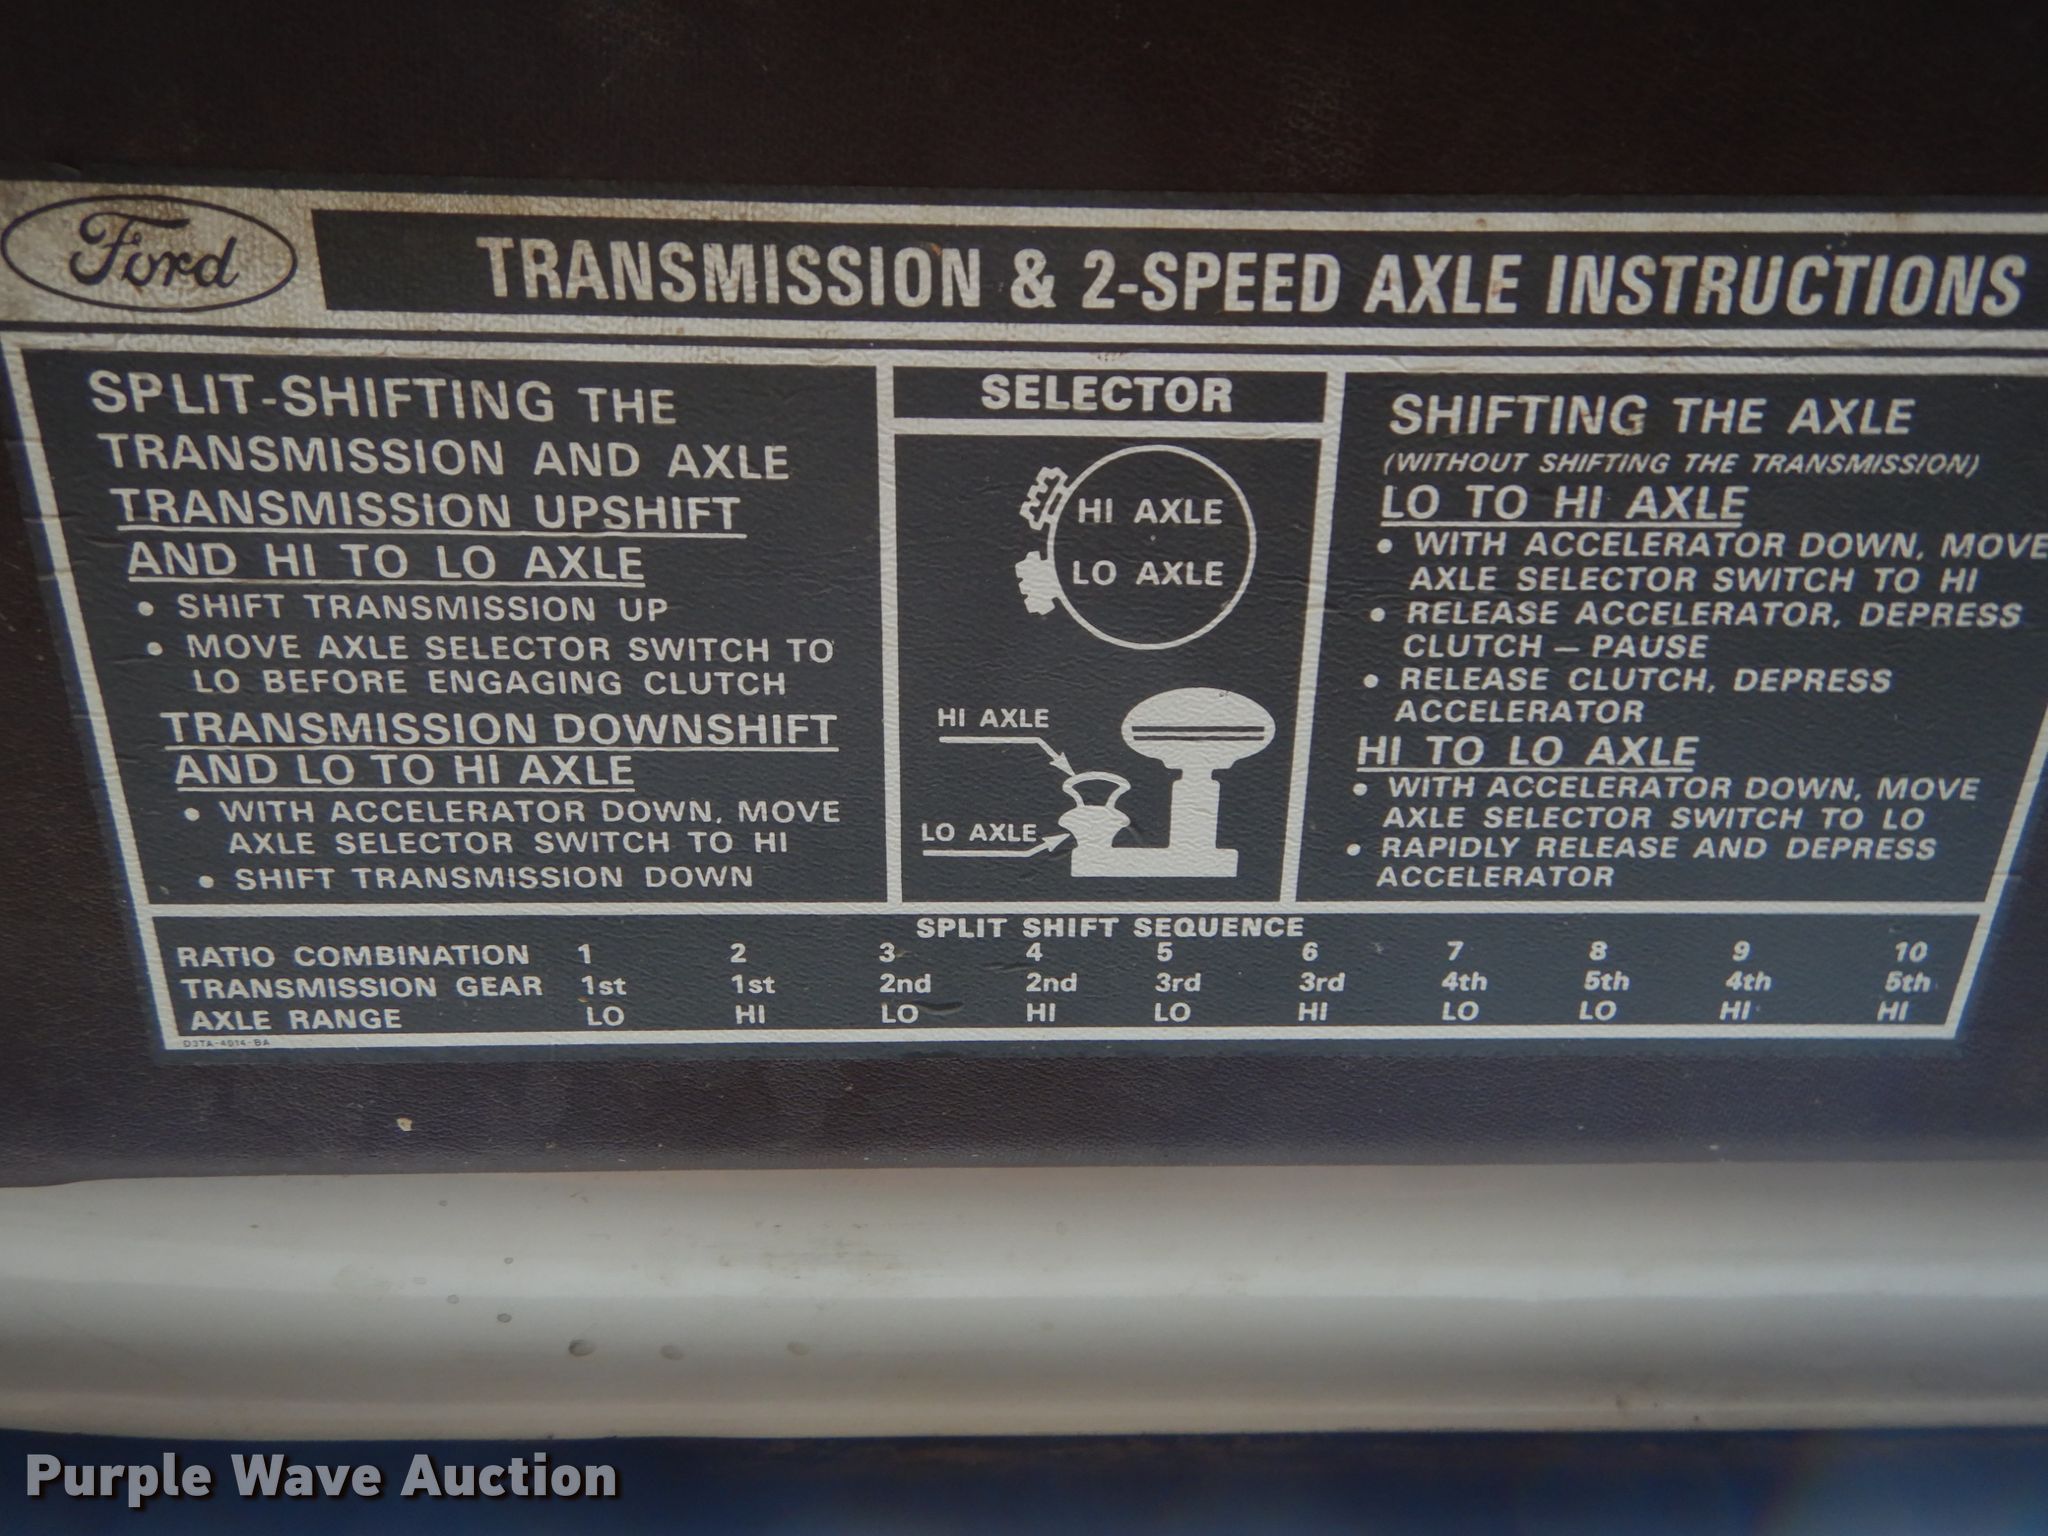 Ford
TRANSMISSION & 2-SPEED AXLE INSTRUCTIONS
SPLIT-SHIFTING THE
TRANSMISSION AND AXLE
TRANSMISSION UPSHIFT
AND HI TO LO AXLE
• SHIFT TRANSMISSION UP
• MOVE AXLE SELECTOR SWITCH TO
LO BEFORE ENGAGING CLUTCH
TRANSMISSION DOWNSHIFT
AND LO TO HI AXLE
• WITH ACCELERATOR DOWN, MOVE
AXLE SELECTOR SWITCH TO HI
• SHIFT TRANSMISSION DOWN
SELECTOR
HI AXLE
LO AXLE
HI AXLE
LO AXLE
SHIFTING THE AXLE
(WITHOUT SHIFTING THE TRANSMISSION)
LO TO HI AXLE
• WITH ACCELERATOR DOWN, MOVE
AXLE SELECTOR SWITCH TO HI
• RELEASE ACCELERATOR, DEPRESS
CLUTCH — PAUSE
• RELEASE CLUTCH, DEPRESS
ACCELERATOR
HI TO LO AXLE
• WITH ACCELERATOR DOWN, MOVE
AXLE SELECTOR SWITCH TO LO
• RAPIDLY RELEASE AND DEPRESS
ACCELERATOR
SPLIT SHIFT SEQUENCE
RATIO COMBINATION 1 2 3 4 5 6 7 8 9 10
TRANSMISSION GEAR 1st 1st 2nd 2nd 3rd 3rd 4th 5th 4th 5th
AXLE RANGE LO HI LO HI LO HI LO LO HI HI
D3TA-4014-BA
Purple Wave Auction